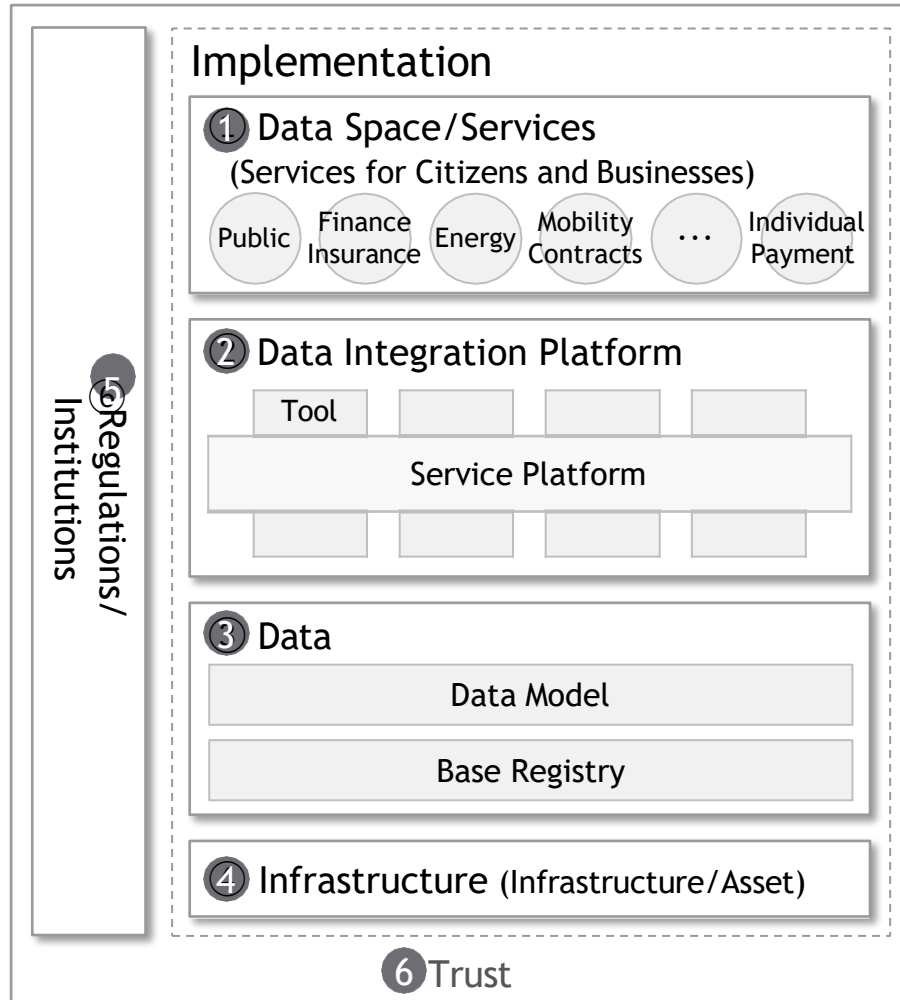 Implementation
① Data Space/Services
(Services for Citizens and Businesses)
Public
Finance
Insurance
Energy
Mobility
Contracts
...
Individual
Payment
② Data Integration Platform
Tool
Service Platform
③ Data
Data Model
Base Registry
④ Infrastructure (Infrastructure/Asset)
5 Regulations/
Institutions
6 Trust